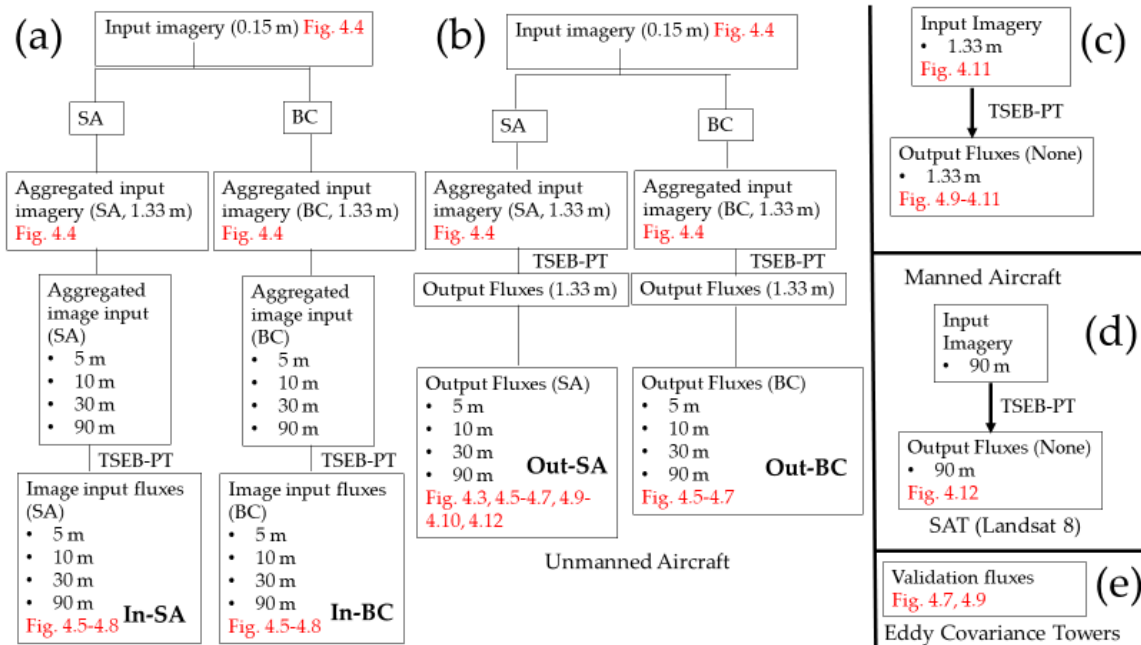 (a)
Input imagery (0.15 m) Fig. 4.4
SA
BC
Aggregated input
imagery (SA, 1.33 m)
Fig. 4.4
Aggregated input
imagery (BC, 1.33 m)
Fig. 4.4
Aggregated
image input
(SA)
• 5 m
• 10 m
• 30 m
• 90 m
Aggregated
image input
(BC)
• 5 m
• 10 m
• 30 m
• 90 m
TSEB-PT
TSEB-PT
Image input fluxes
(SA)
• 5 m
• 10 m
• 30 m
• 90 m
Fig. 4.5-4.8
In-SA
Image input fluxes
(BC)
• 5 m
• 10 m
• 30 m
• 90 m
Fig. 4.5-4.8
In-BC
(b)
Input imagery (0.15 m) Fig. 4.4
SA
BC
Aggregated input
imagery (SA, 1.33 m)
Fig. 4.4
Aggregated input
imagery (BC, 1.33 m)
Fig. 4.4
TSEB-PT
TSEB-PT
Output Fluxes (1.33 m)
Output Fluxes (1.33 m)
Output Fluxes (SA)
• 5 m
• 10 m
• 30 m
• 90 m
Out-SA
Fig. 4.3, 4.5-4.7, 4.9-
4.10, 4.12
Output Fluxes (BC)
• 5 m
• 10 m
• 30 m
• 90 m
Out-BC
Fig. 4.5-4.7
Unmanned Aircraft
(c)
Input Imagery
• 1.33 m
Fig. 4.11
TSEB-PT
Output Fluxes (None)
• 1.33 m
Fig. 4.9-4.11
Manned Aircraft
(d)
Input
Imagery
• 90 m
TSEB-PT
Output Fluxes (None)
• 90 m
Fig. 4.12
SAT (Landsat 8)
(e)
Validation fluxes
Fig. 4.7, 4.9
Eddy Covariance Towers